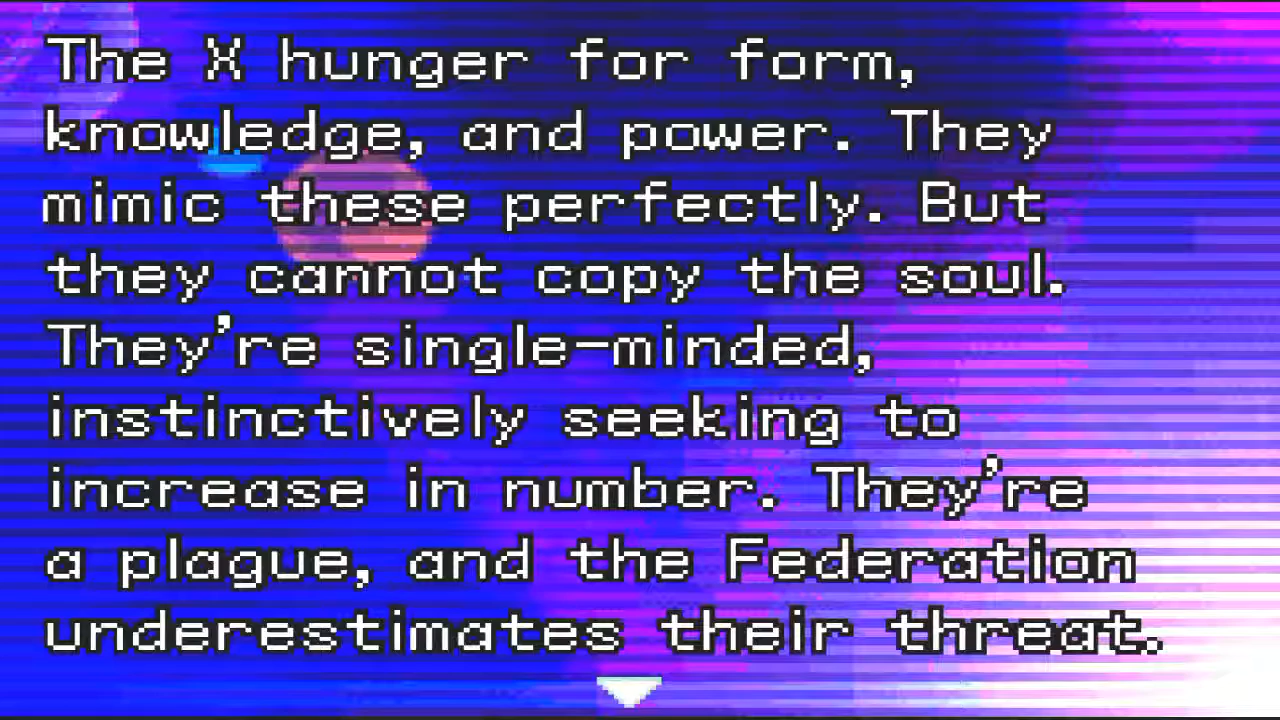 The X hunger for form,
knowledge, and power. They
mimic these perfectly. But
they cannot copy the soul.
They're single-minded,
instinctively seeking to
increase in number. They're
a plague, and the Federation
underestimates their threat.